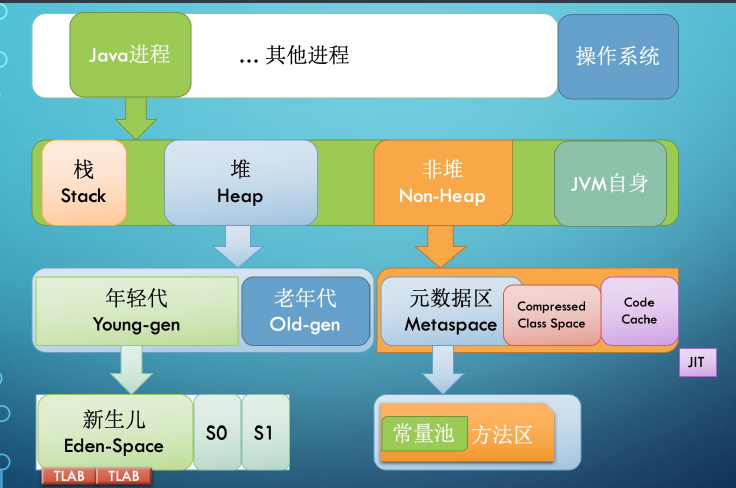 Java进程
... 其他进程
操作系统
栈
Stack
堆
Heap
非堆
Non-Heap
JVM自身
年轻代
Young-gen
老年代
Old-gen
元数据区
Metaspace
Compressed
Class Space
Code
Cache
JIT
新生儿
Eden-Space
S0
S1
常量池
方法区
TLAB
TLAB